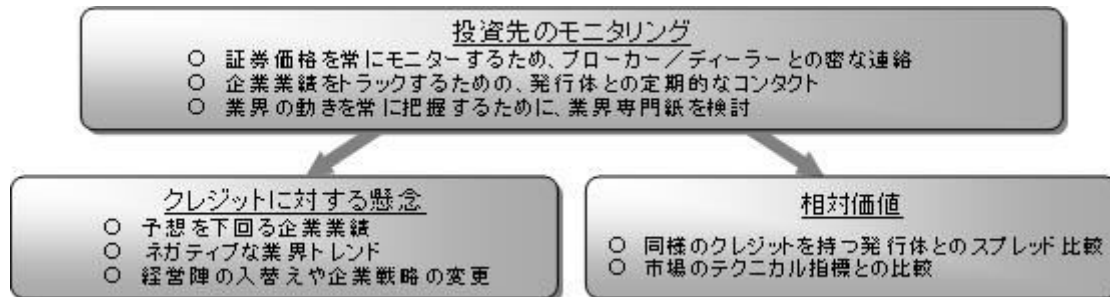 投資先のモニタリング
○ 証券価格を常にモニターするため、ブローカー／ディーラーとの密な連絡
○ 企業業績をトラックするための、発行体との定期的なコンタクト
○ 業界の動きを常に把握するために、業界専門紙を検討
クレジットに対する懸念
○ 予想を下回る企業業績
○ ネガティブな業界トレンド
○ 経営陣の入替えや企業戦略の変更
相対価値
○ 同様のクレジットを持つ発行体とのスプレッド比較
○ 市場のテクニカル指標との比較